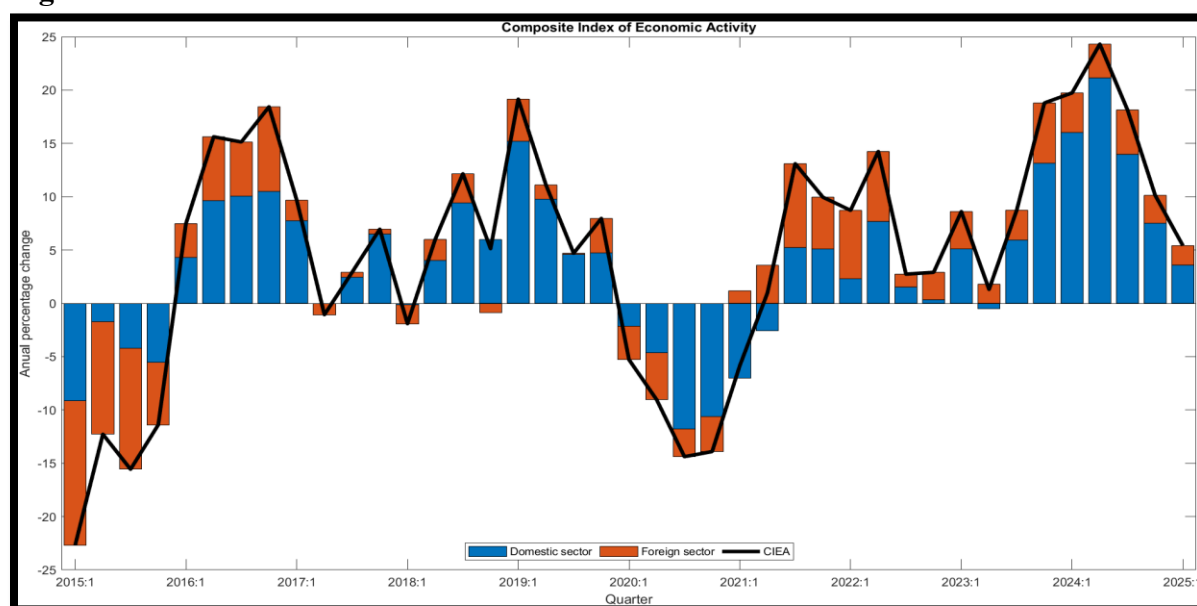 Composite Index of Economic Activity
Anual percentage change
25
20
15
10
5
0
-5
-10
-15
-20
-25
2015:1 2016:1 2017:1 2018:1 2019:1 2020:1 2021:1 2022:1 2023:1 2024:1
Quarter
Domestic sector Foreign sector CIEA